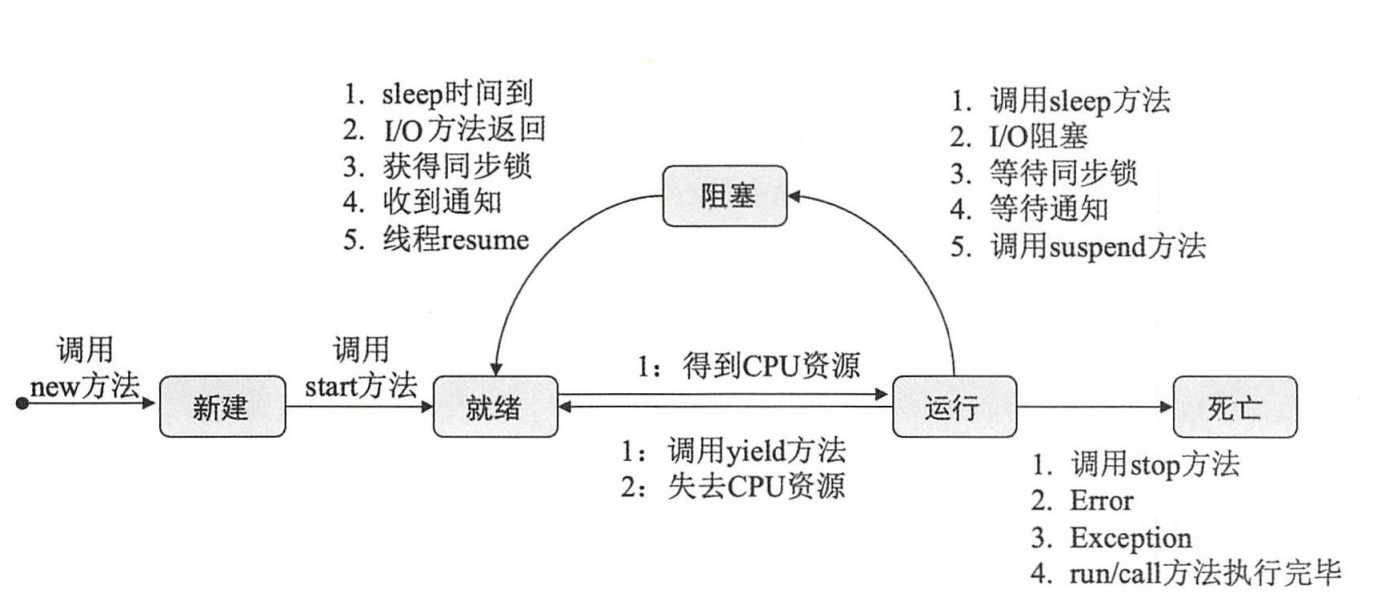 1. sleep时间到
2. I/O 方法返回
3. 获得同步锁
4. 收到通知
5. 线程resume
1. 调用sleep方法
2. I/O阻塞
3. 等待同步锁
4. 等待通知
5. 调用suspend方法
阻塞
调用
new方法
新建
调用
start方法
就绪
1：得到CPU资源
1：调用yield方法
2：失去CPU资源
运行
死亡
1. 调用stop方法
2. Error
3. Exception
4. run/call方法执行完毕